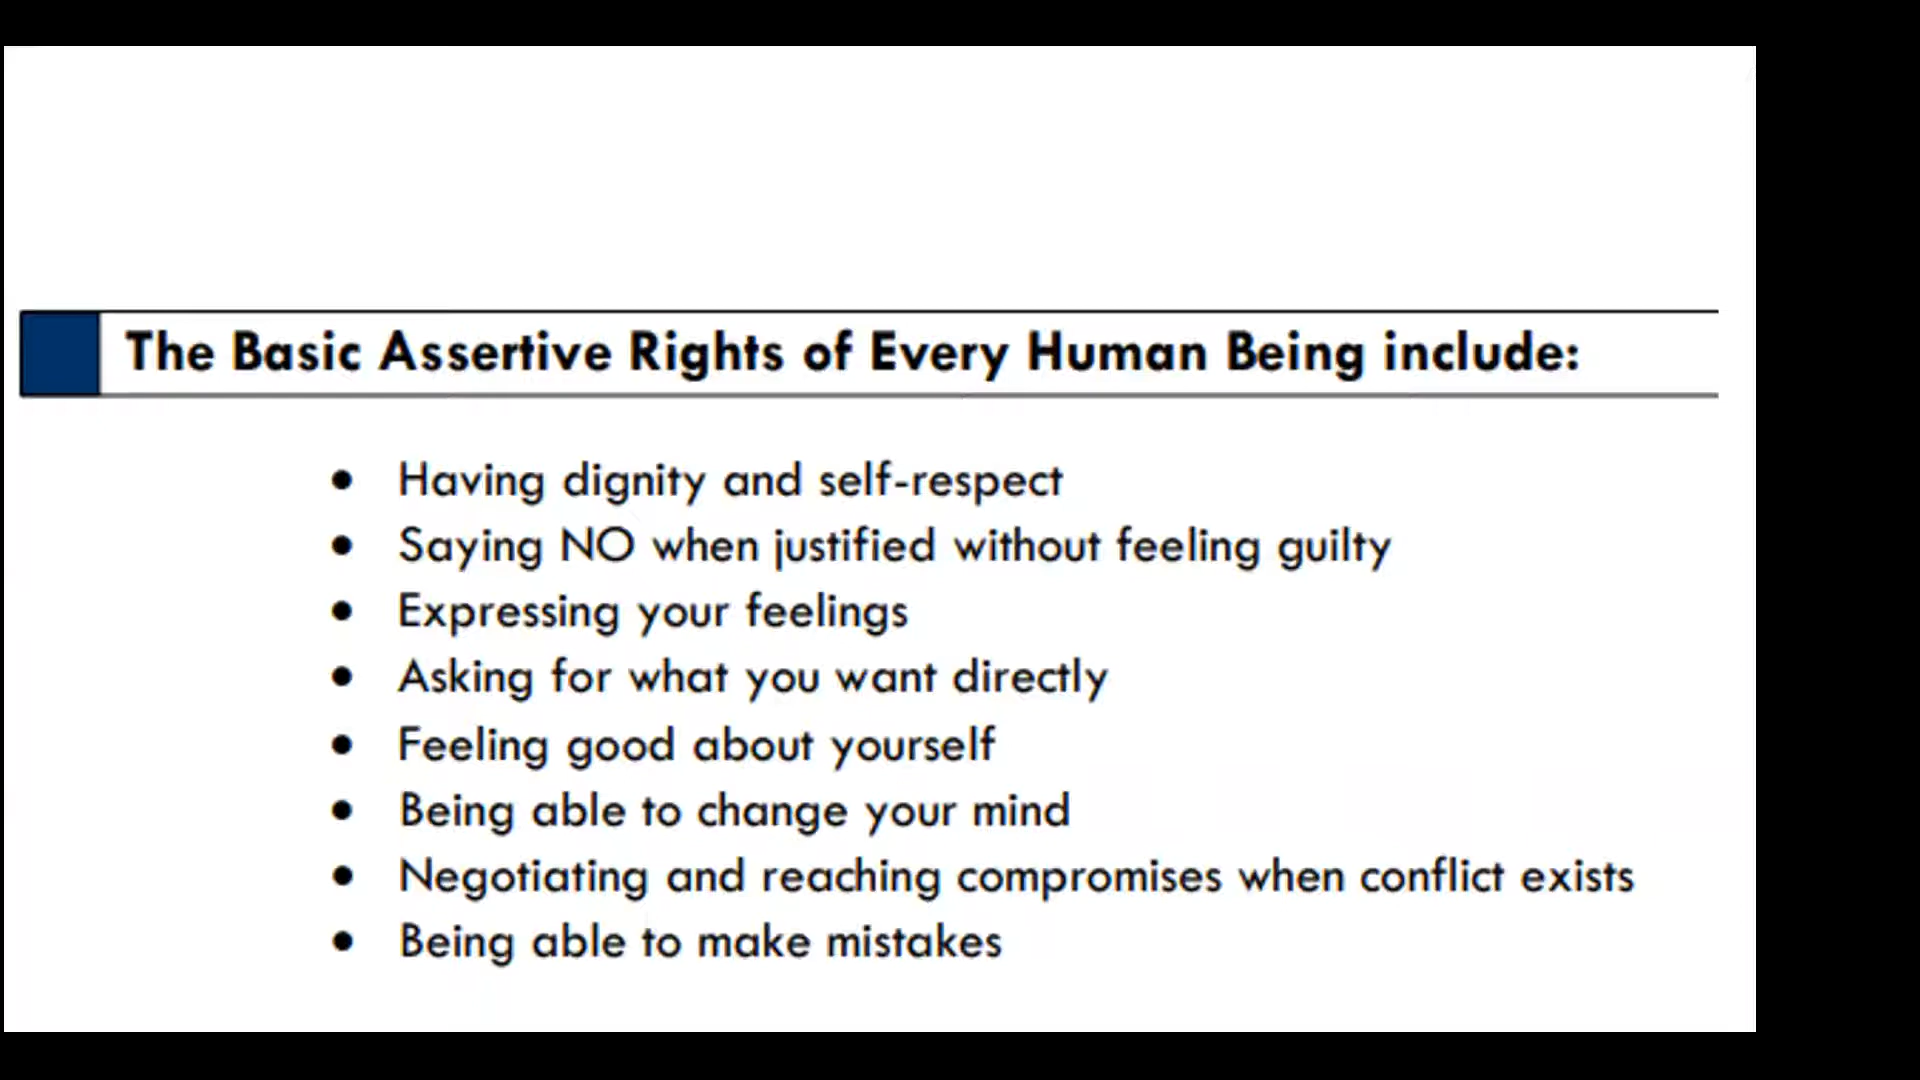 The Basic Assertive Rights of Every Human Being include:
• Having dignity and self-respect
• Saying NO when justified without feeling guilty
• Expressing your feelings
• Asking for what you want directly
• Feeling good about yourself
• Being able to change your mind
• Negotiating and reaching compromises when conflict exists
• Being able to make mistakes